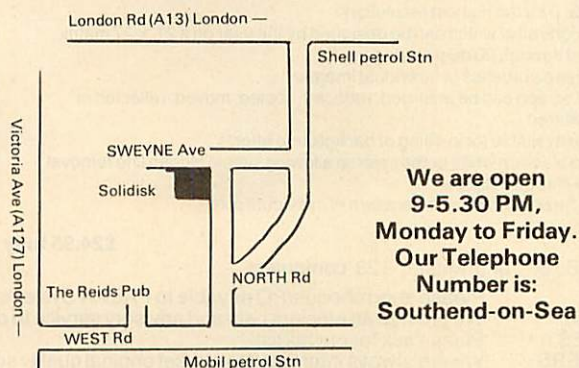 London Rd (A13) London —
Shell petrol Stn
Victoria Ave (A127) London —
SWEYNE Ave
Solidisk
NORTH Rd
The Reids Pub
WEST Rd
Mobil petrol Stn
We are open
9-5.30 PM,
Monday to Friday.
Our Telephone
Number is:
Southend-on-Sea
£24.95